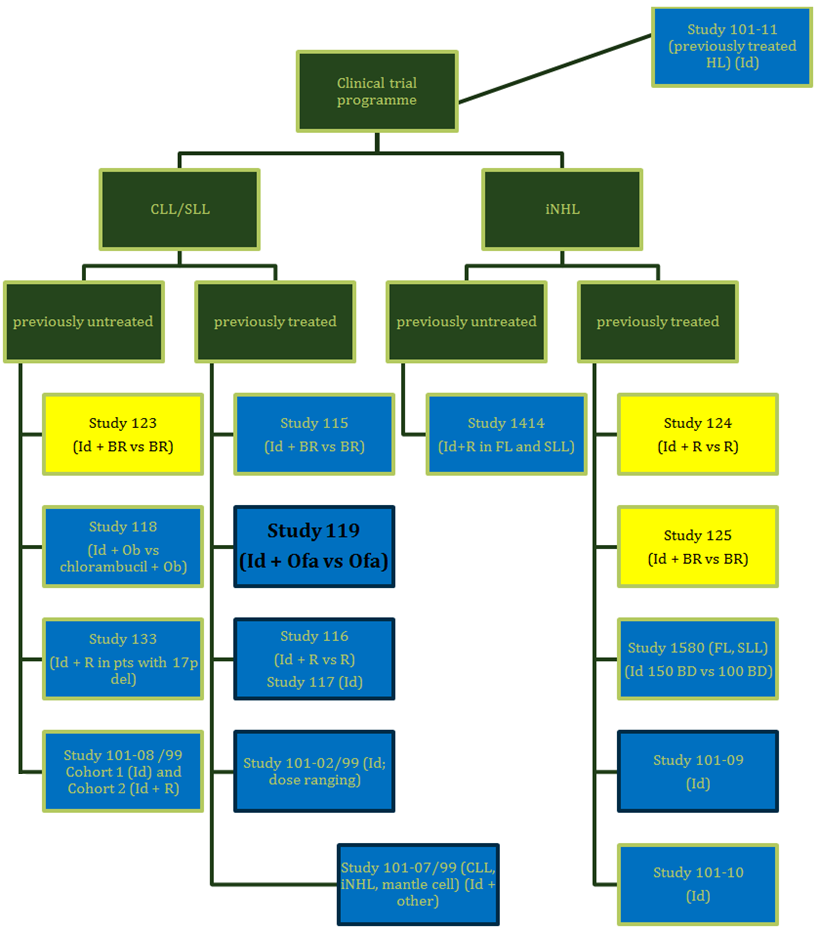 Study 101-11
(previously treated
HL) (Id)
Clinical trial
programme
CLL/SLL
iNHL
previously untreated
previously treated
previously untreated
previously treated
Study 123
(Id + BR vs BR)
Study 115
(Id + BR vs BR)
Study 1414
(Id+R in FL and SLL)
Study 124
(Id + R vs R)
Study 118
(Id + Ob vs
chlorambucil + Ob)
Study 119
(Id + Ofa vs Ofa)
Study 125
(Id + BR vs BR)
Study 133
(Id + R in pts with 17p
del)
Study 116
(Id + R vs R)
Study 117 (Id)
Study 1580 (FL, SLL)
(Id 150 BD vs 100 BD)
Study 101-08 /99
Cohort 1 (Id) and
Cohort 2 (Id + R)
Study 101-02/99 (Id;
dose ranging)
Study 101-09
(Id)
Study 101-07/99 (CLL,
iNHL, mantle cell) (Id +
other)
Study 101-10
(Id)